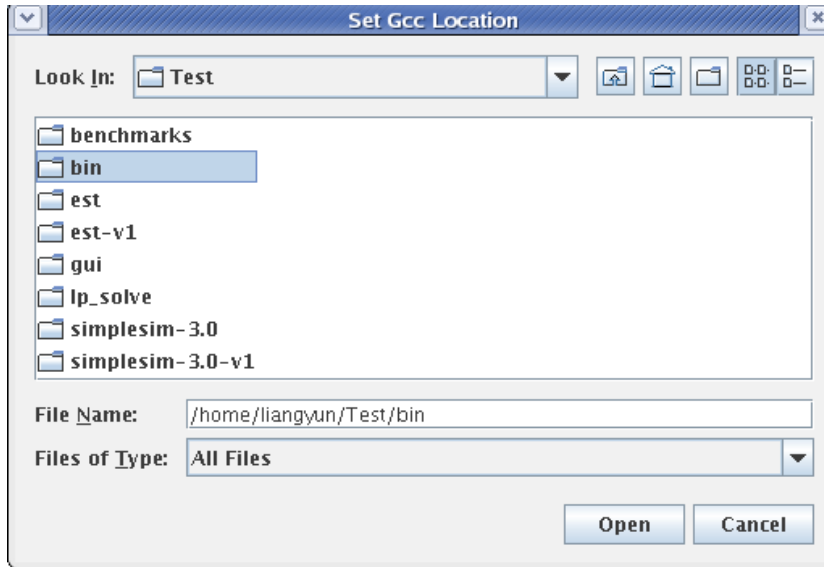 Set Gcc Location
Look In: Test
benchmarks
bin
est
est-v1
gui
lp_solve
simplesim-3.0
simplesim-3.0-v1
File Name: /home/liangyun/Test/bin
Files of Type: All Files
Open Cancel